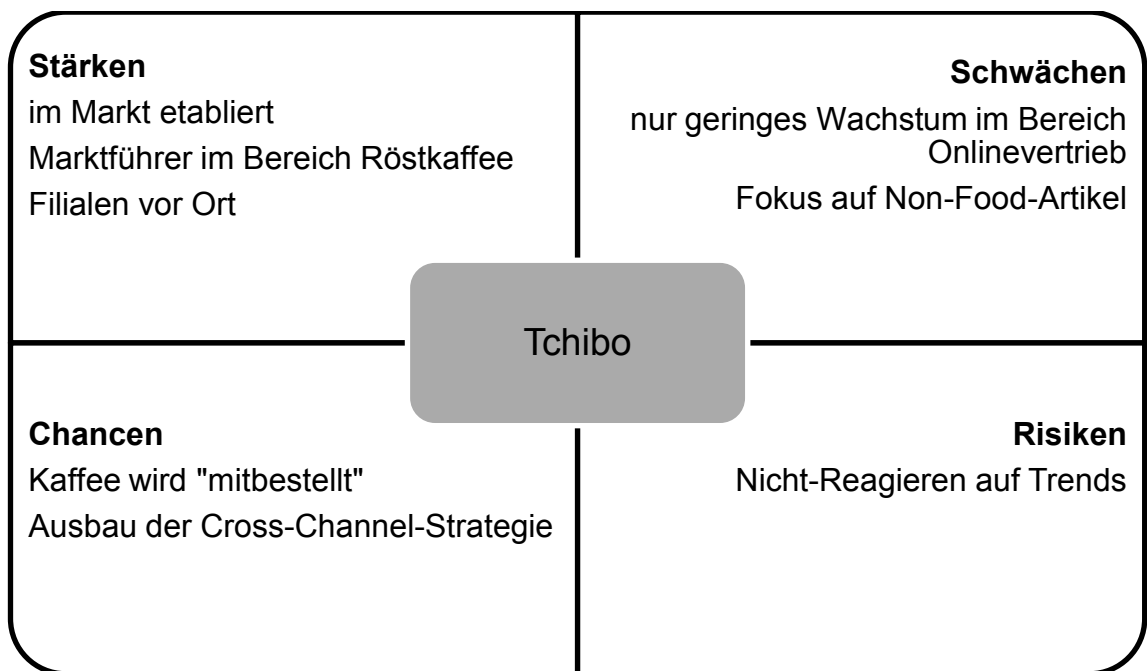 Stärken
im Markt etabliert
Marktführer im Bereich Röstkaffee
Filialen vor Ort
Schwächen
nur geringes Wachstum im Bereich
Onlinevertrieb
Fokus auf Non-Food-Artikel
Tchibo
Chancen
Kaffee wird "mitbestellt"
Ausbau der Cross-Channel-Strategie
Risiken
Nicht-Reagieren auf Trends